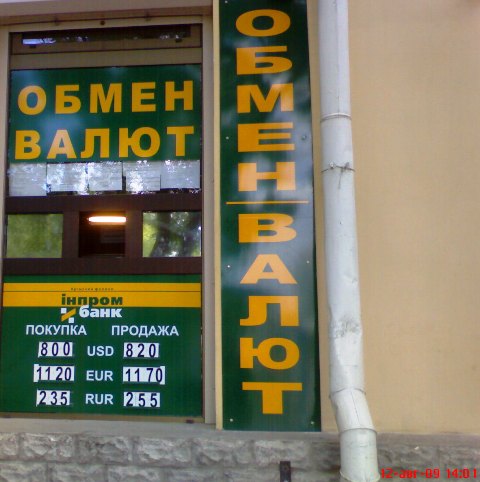 ОБМЕН
ВАЛЮТ
інпром
банк
ПОКУПКА ПРОДАЖА
800 USD 820
1120 EUR 1170
235 RUR 255
ОБМЕН ВАЛЮТ
12-авг-09 14:01